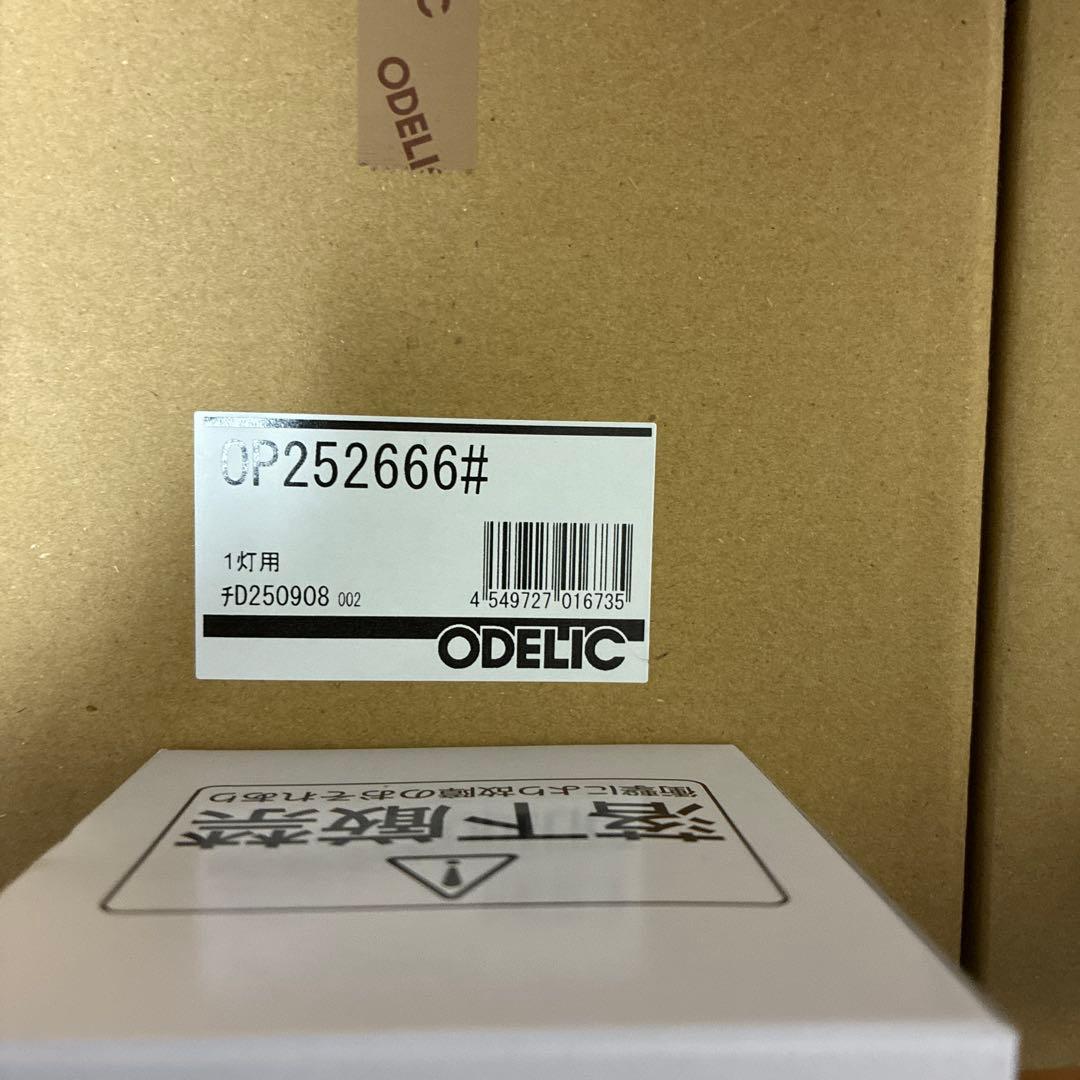 C
ODELI
OP252666#
1灯用
ﾁD250908 002
4 549727 016735
ODELIC
落下厳禁
衝撃により故障のおそれあり